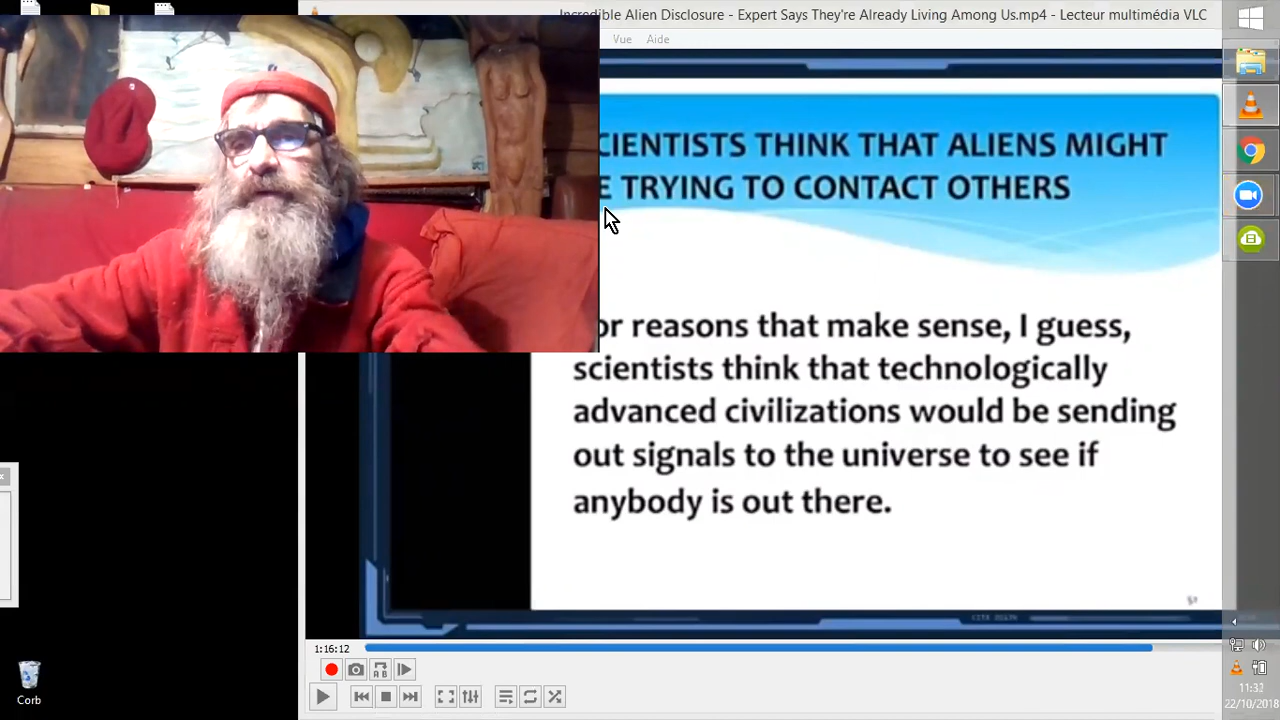 Incredible Alien Disclosure - Expert Says They're Already Living Among Us.mp4 - Lecteur multimédia VLC
Vue Aide
CIENTISTS THINK THAT ALIENS MIGHT
E TRYING TO CONTACT OTHERS
or reasons that make sense, I guess,
scientists think that technologically
advanced civilizations would be sending
out signals to the universe to see if
anybody is out there.
57
1:16:12
AB
Corb
11:32
22/10/2018